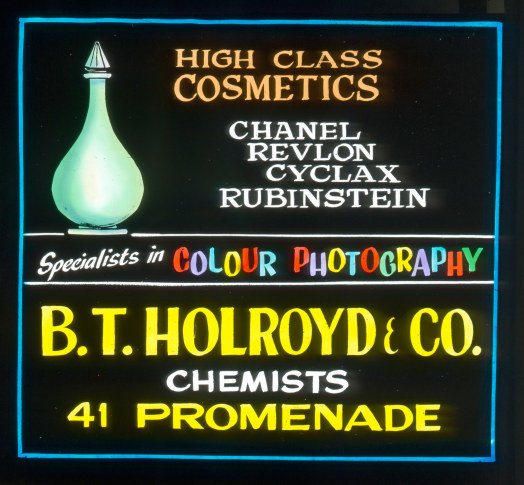 HIGH CLASS
COSMETICS
CHANEL
REVLON
CYCLAX
RUBINSTEIN
Specialists in COLOUR PHOTOGRAPHY
B.T. HOLROYD & CO.
CHEMISTS
41 PROMENADE